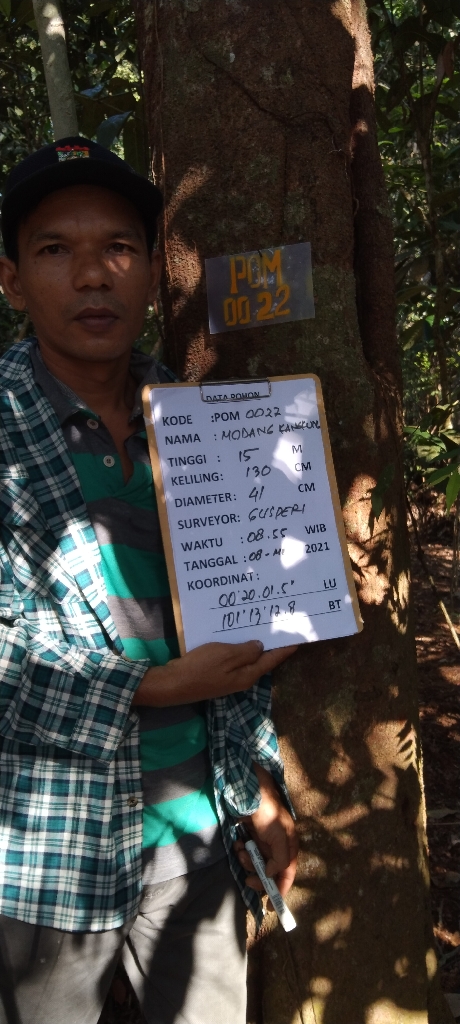 POM
00 22
DATA POHON
KODE :POM 0022
NAMA : MODANG KANGKUNG
TINGGI : 15 M
KELILING: 130 CM
DIAMETER: 41 CM
SURVEYOR: GUSPERI
WAKTU : 08.55 WIB
TANGGAL : 08 - 2021
KOORDINAT :
00°20.01.5" LU
101°13'12.8 BT